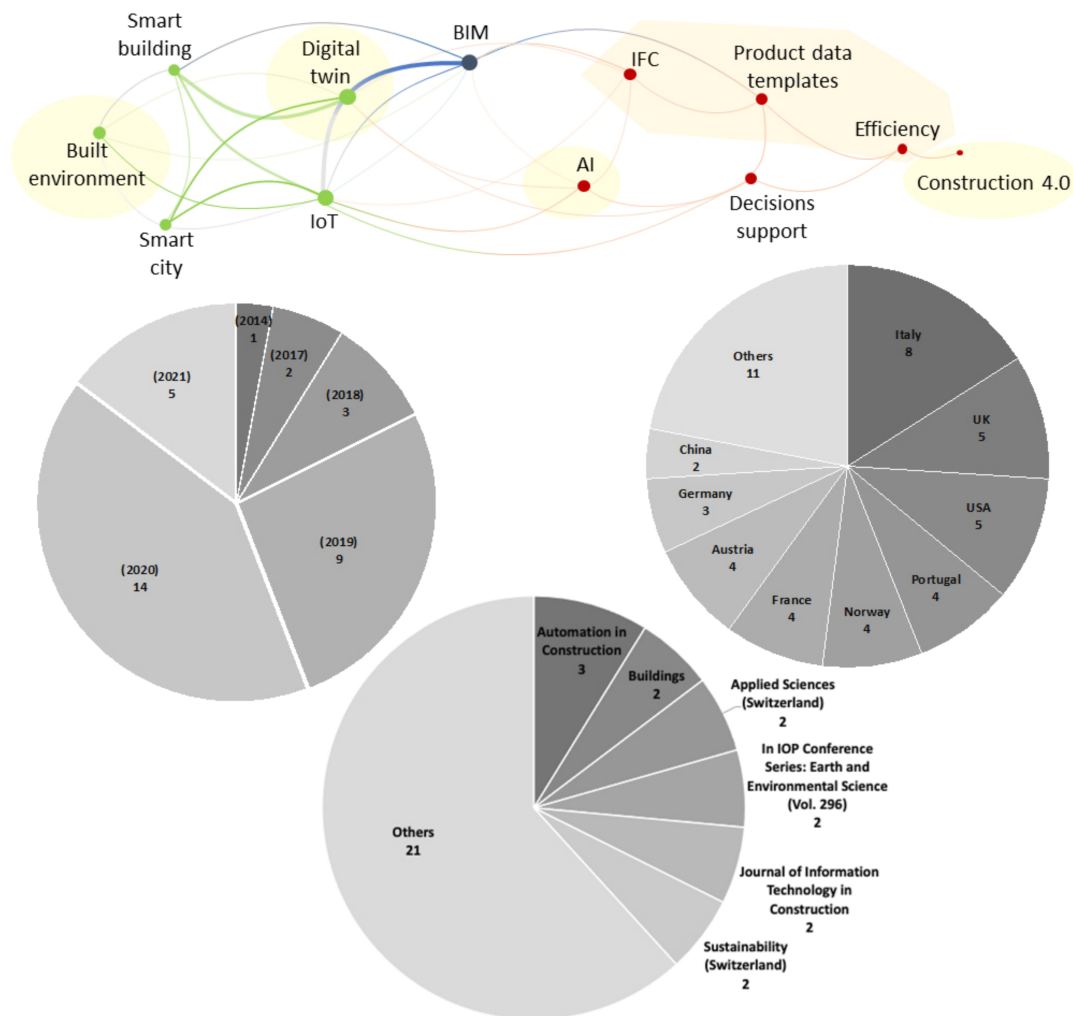 Smart
building
Digital
twin
BIM
IFC
Product data
templates
Efficiency
Construction 4.0
Built
environment
AI
Smart
city
IoT
Decisions
support
(2014)
1
(2017)
2
(2018)
3
(2019)
9
(2020)
14
(2021)
5
Italy
8
UK
5
USA
5
Portugal
4
Norway
4
France
4
Austria
4
Germany
3
China
2
Others
11
Automation in
Construction
3
Buildings
2
Applied Sciences
(Switzerland)
2
In IOP Conference
Series: Earth and
Environmental Science
(Vol. 296)
2
Journal of Information
Technology in
Construction
2
Sustainability
(Switzerland)
2
Others
21